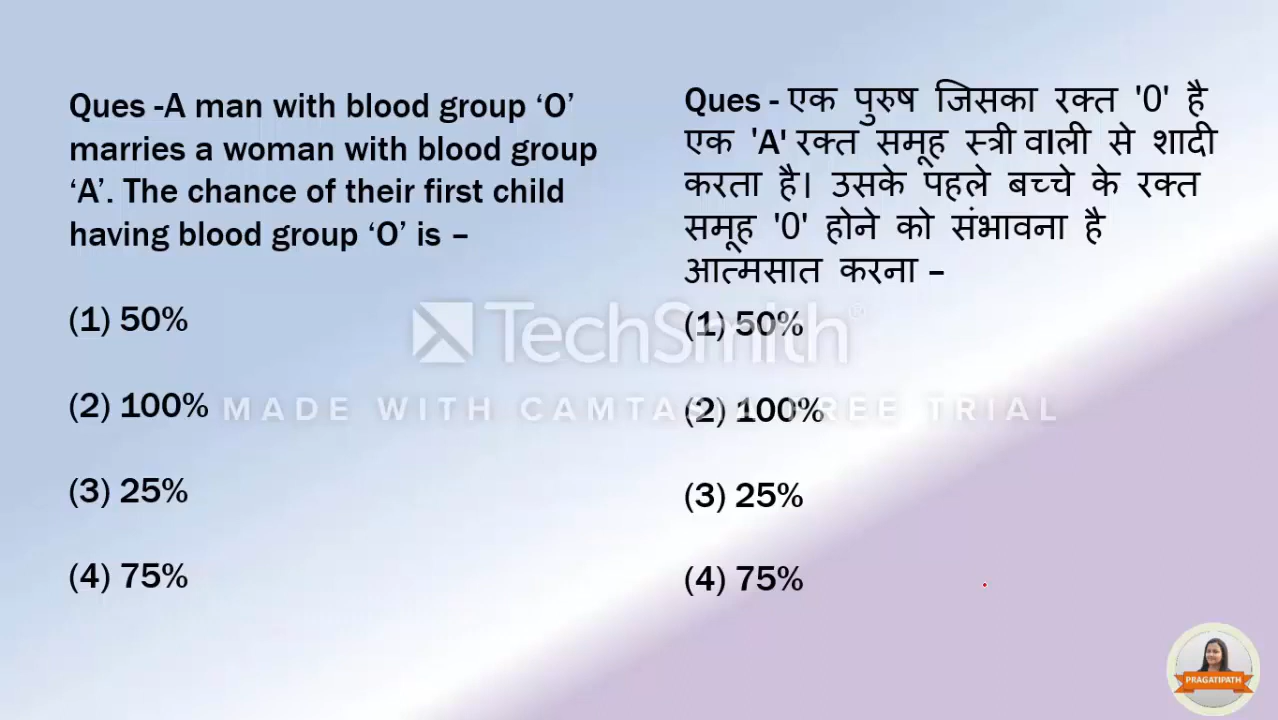 Ques -A man with blood group ‘O’
marries a woman with blood group
‘A’. The chance of their first child
having blood group ‘O’ is –
(1) 50%
(2) 100%
(3) 25%
(4) 75%
Ques - एक पुरुष जिसका रक्त '0' है
एक 'A' रक्त समूह स्त्री वाली से शादी
करता है। उसके पहले बच्चे के रक्त
समूह '0' होने को संभावना है
आत्मसात करना –
(1) 50%
(2) 100%
(3) 25%
(4) 75%
TechSmith®
MADE WITH CAMTASIA FREE TRIAL
PRAGATIPATH